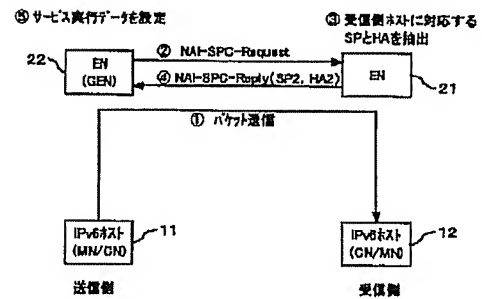 ⑤ サービス実行データを設定
③ 受信側ホストに対応する
SPとHAを抽出
② NAI-SPC-Request
22
EN
(GEN)
④ NAI-SPC-Reply(SP2, HA2)
EN
21
① パケット送信
IPv6ホスト
(MN/CN)
11
IPv6ホスト
(CN/MN)
12
送信側
受信側